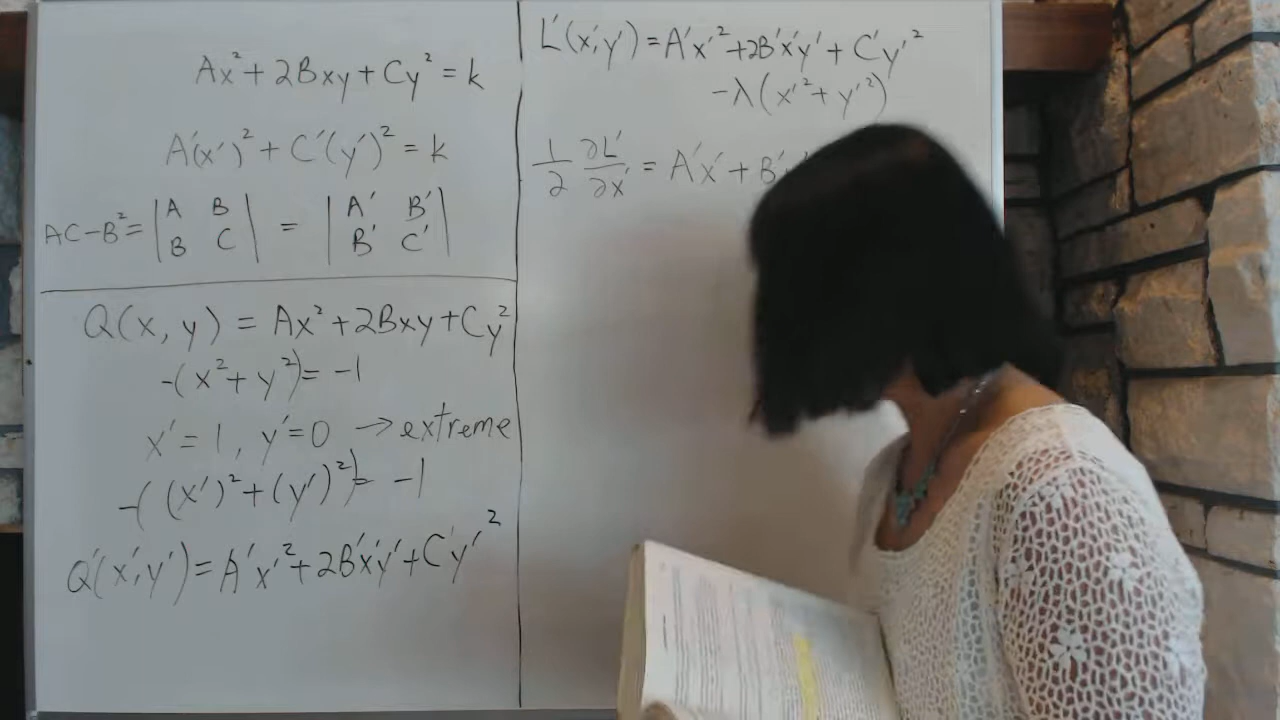 Ax² + 2Bxy + Cy² = k
A'(x')² + C'(y')² = k
AC-B² = | A B | = | A' B' |
| B C | | B' C' |
Q(x, y) = Ax² + 2Bxy + Cy²
-(x² + y²) = -1
x' = 1, y' = 0 → extreme
-((x')² + (y')²) = -1
Q'(x', y') = A'x'² + 2B'x'y' + C'y'²
L'(x', y') = A'x'² + 2B'x'y' + C'y'²
-λ(x'² + y'²)
1/2 ∂L'/∂x' = A'x' + B'